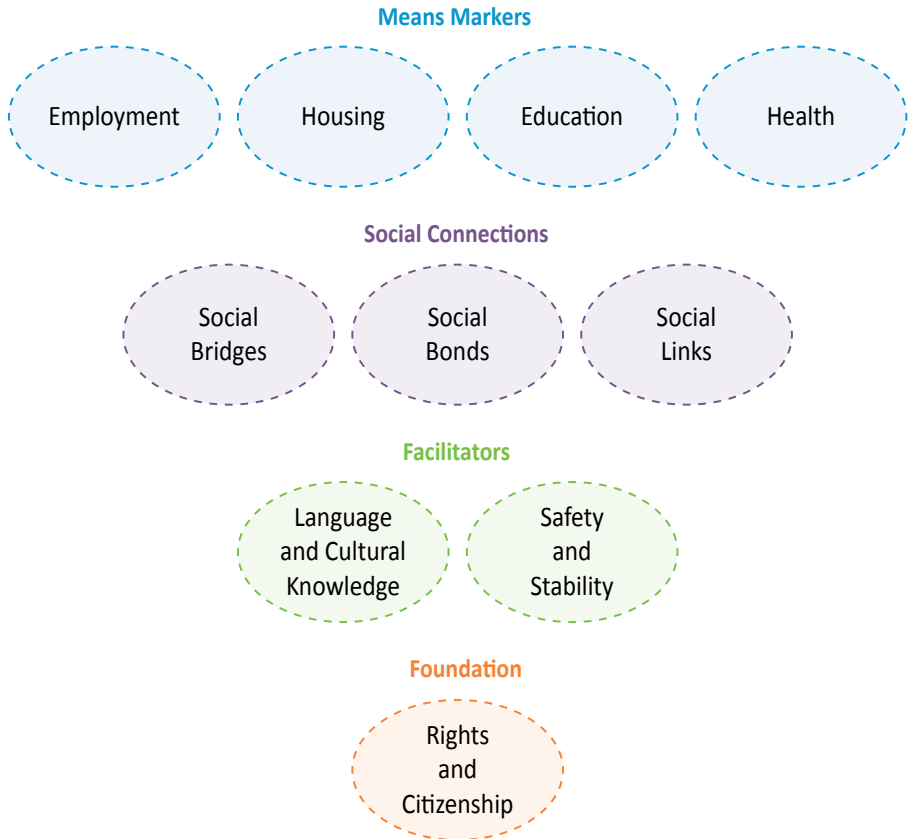 Means Markers
Employment
Housing
Education
Health
Social Connections
Social
Bridges
Social
Bonds
Social
Links
Facilitators
Language
and Cultural
Knowledge
Safety
and
Stability
Foundation
Rights
and
Citizenship